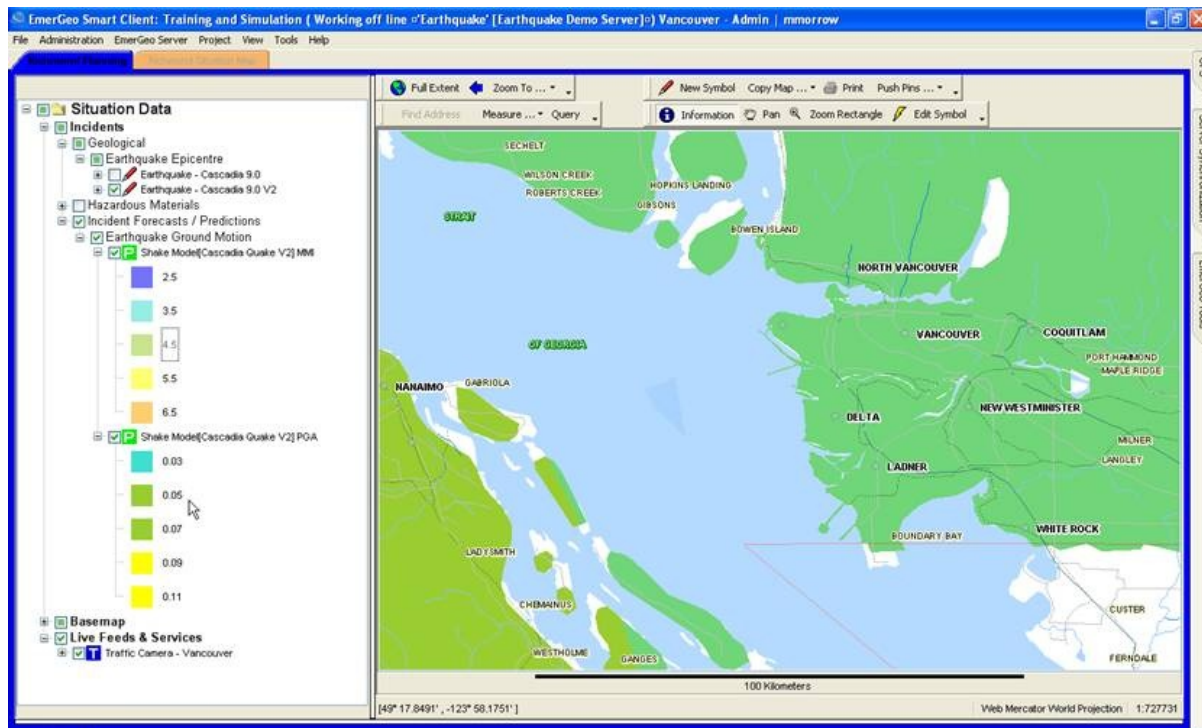 EmerGeo Smart Client: Training and Simulation ( Working off line ¤'Earthquake' [Earthquake Demo Server]¤) Vancouver - Admin | mmorrow
File Administration EmerGeo Server Project View Tools Help
Full Extent Zoom To ... New Symbol Copy Map ... Print Push Pins ...
Find Address Measure ... Query Information Pan Zoom Rectangle Edit Symbol
Situation Data
Incidents
Geological
Earthquake Epicentre
Earthquake - Cascadia 9.0
Earthquake - Cascadia 9.0 V2
Hazardous Materials
Incident Forecasts / Predictions
Earthquake Ground Motion
Shake Model[Cascadia Quake V2] MMI
2.5
3.5
4.5
5.5
6.5
Shake Model[Cascadia Quake V2] PGA
0.03
0.05
0.07
0.09
0.11
Basemap
Live Feeds & Services
T Traffic Camera - Vancouver
SECHELT
WILSON CREEK
ROBERTS CREEK
HOPKINS LANDING
GIBSONS
STRAIT
BOWEN ISLAND
NORTH VANCOUVER
VANCOUVER
COQUITLAM
OF GEORGIA
PORT HAMMOND
MAPLE RIDGE
NANAIMO
GABRIOLA
DELTA
NEW WESTMINISTER
MILNER
LANGLEY
LADNER
WHITE ROCK
BOUNDARY BAY
LADYSMITH
CHEMAINUS
CUSTER
WESTHOLME
GANGES
FERNDALE
100 Kilometers
[49° 17.8491' , -123° 58.1751' ] Web Mercator World Projection 1:727731